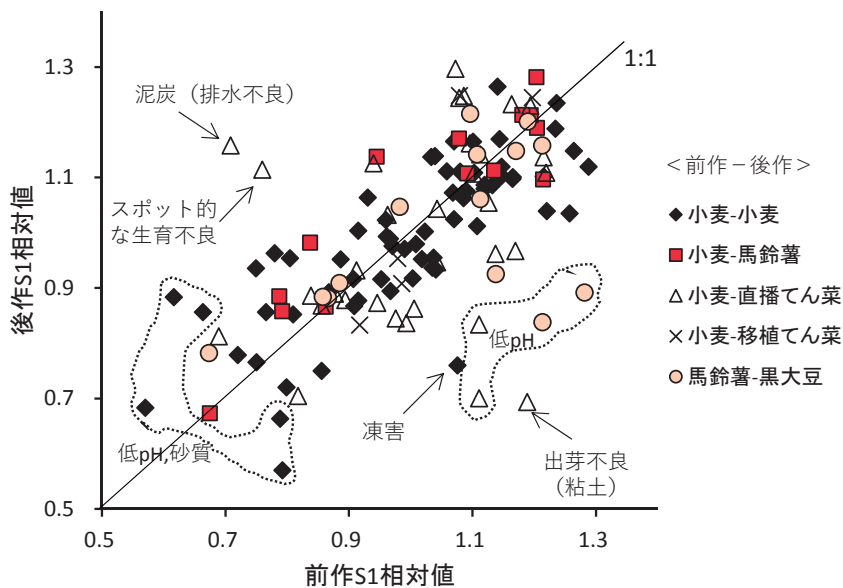 1.3
1.1
0.9
0.7
0.5
後作S1相対値
0.5
0.7
0.9
1.1
1.3
前作S1相対値
1:1
泥炭（排水不良）
スポット的
な生育不良
低pH
低pH,砂質
凍害
出芽不良
（粘土）
＜前作－後作＞
小麦-小麦
小麦-馬鈴薯
小麦-直播てん菜
小麦-移植てん菜
馬鈴薯-黒大豆